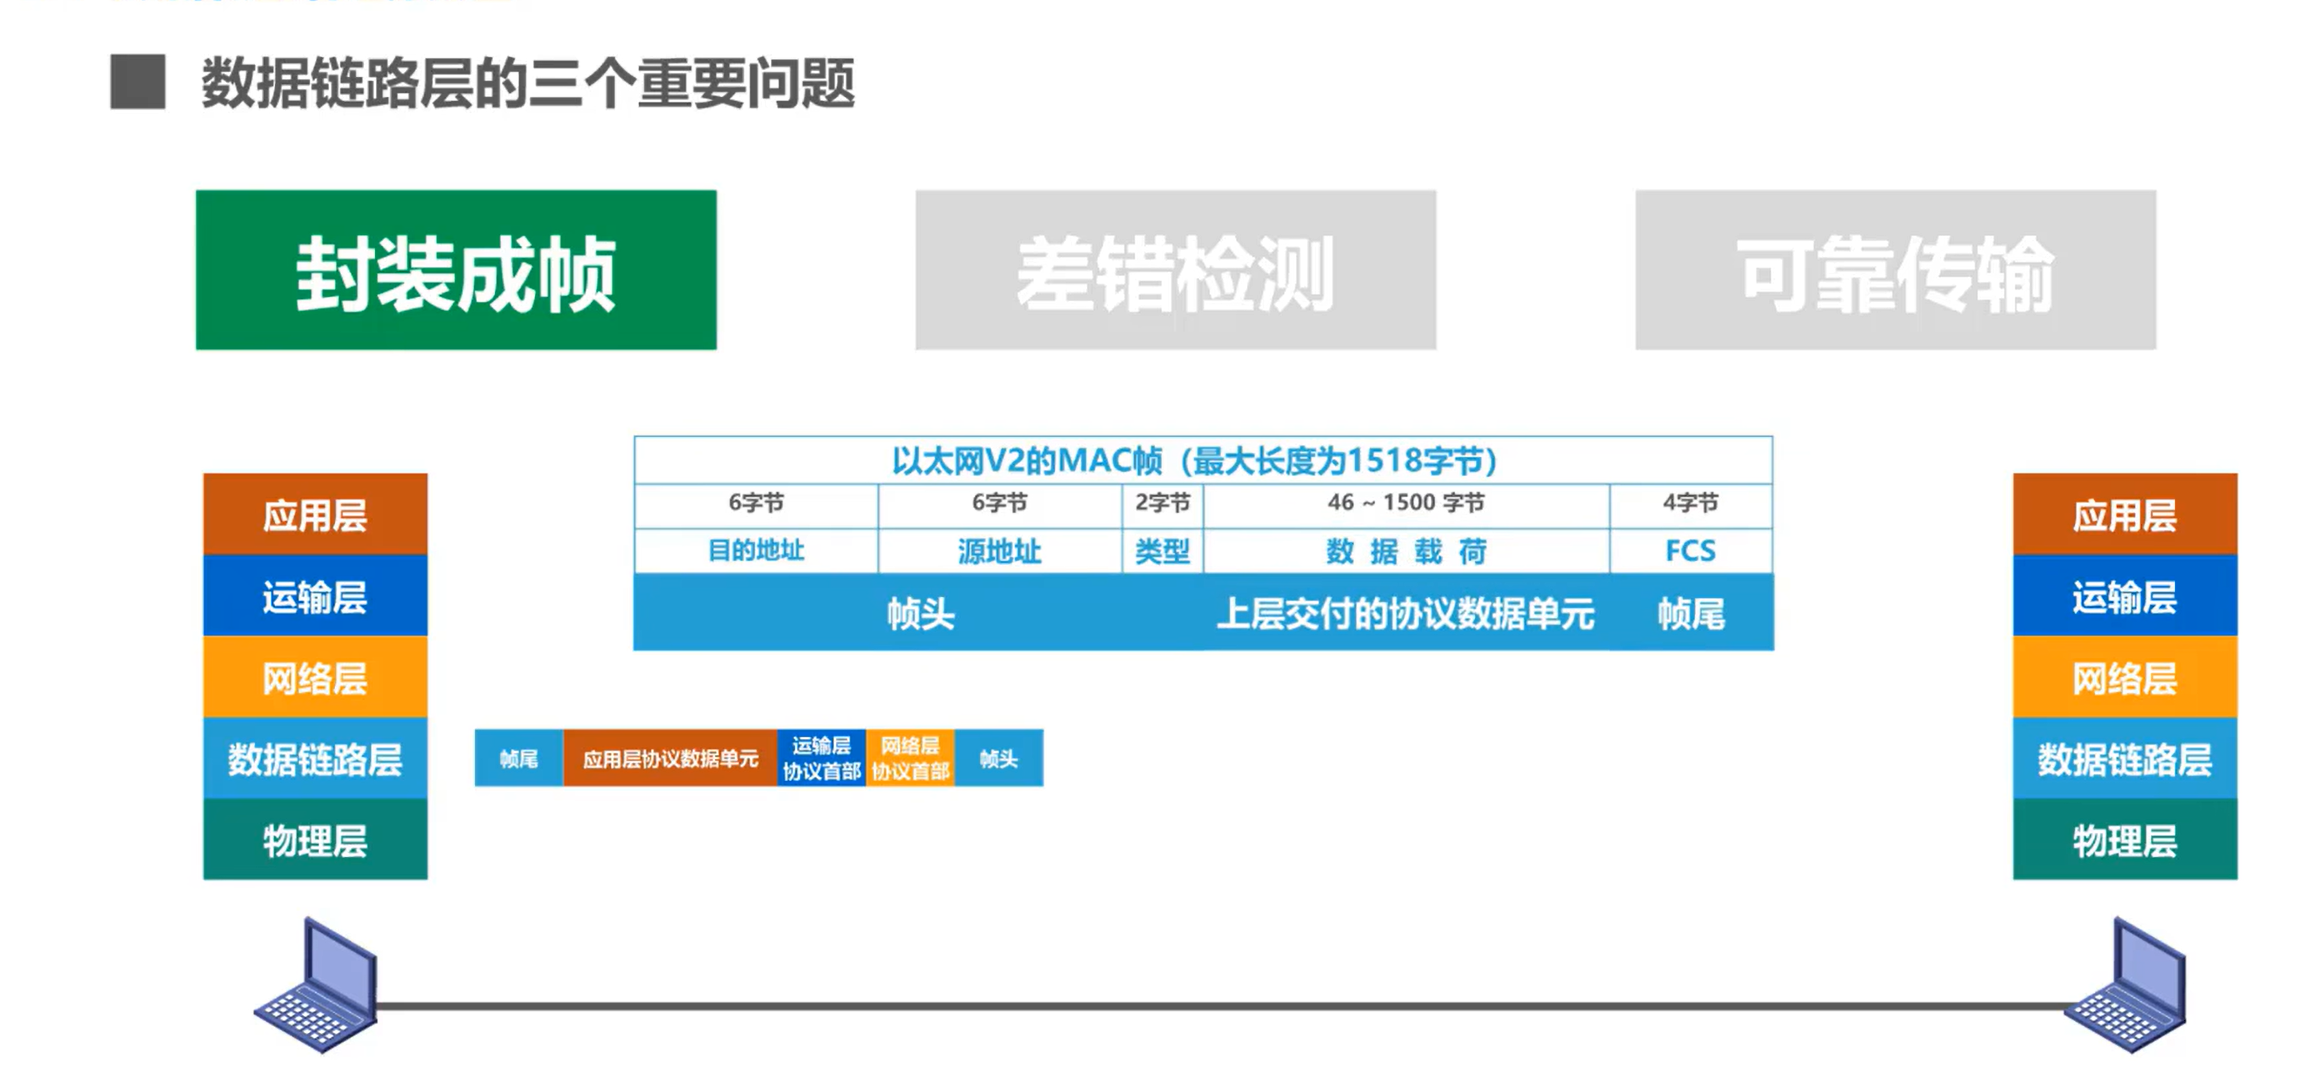 数据链路层的三个重要问题
封装成帧
差错检测
可靠传输
以太网V2的MAC帧（最大长度为1518字节）
6字节 6字节 2字节 46 ~ 1500 字节 4字节
目的地址 源地址 类型 数 据 载 荷 FCS
帧头 上层交付的协议数据单元 帧尾
应用层
运输层
网络层
数据链路层
物理层
帧尾
应用层协议数据单元
运输层
协议首部
网络层
协议首部
帧头
应用层
运输层
网络层
数据链路层
物理层